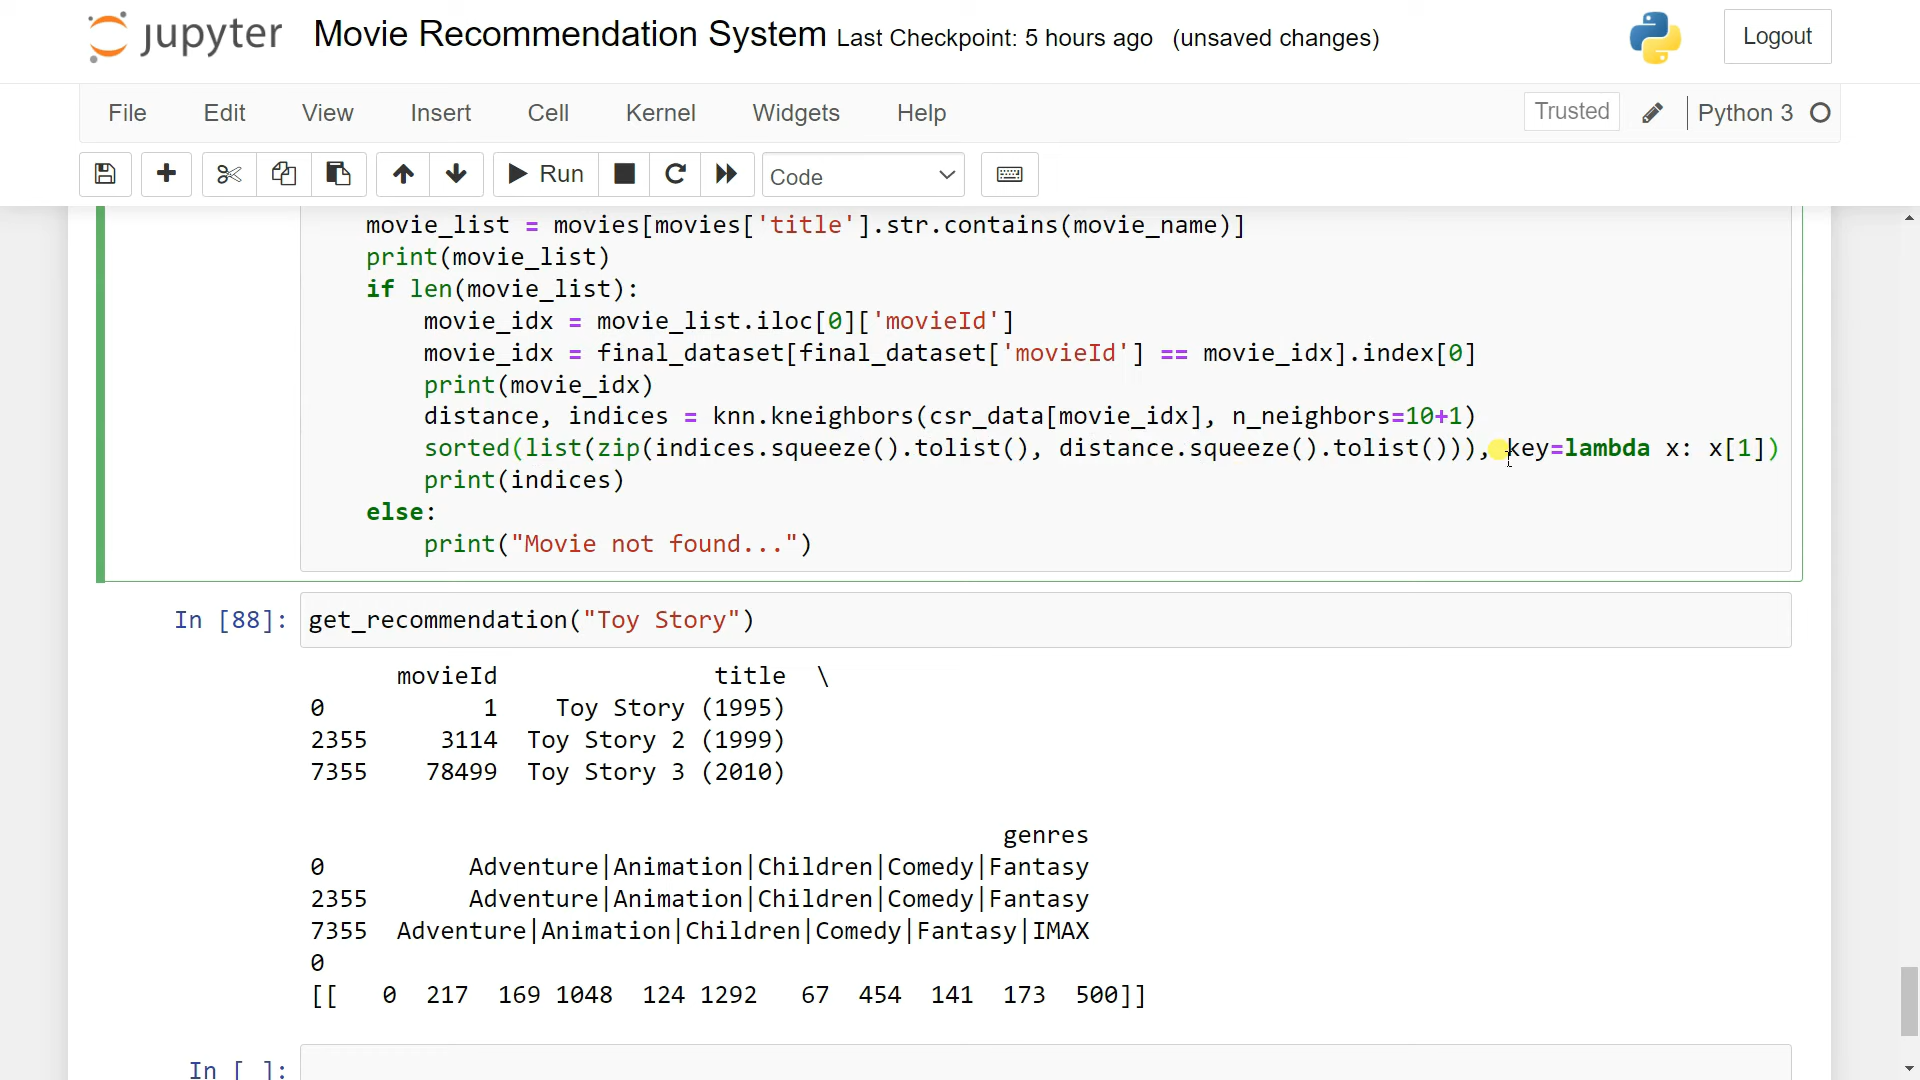 jupyter Movie Recommendation System Last Checkpoint: 5 hours ago (unsaved changes) Logout
File Edit View Insert Cell Kernel Widgets Help Trusted Python 3
Run Code
movie_list = movies[movies['title'].str.contains(movie_name)]
print(movie_list)
if len(movie_list):
movie_idx = movie_list.iloc[0]['movieId']
movie_idx = final_dataset[final_dataset['movieId'] == movie_idx].index[0]
print(movie_idx)
distance, indices = knn.kneighbors(csr_data[movie_idx], n_neighbors=10+1)
sorted(list(zip(indices.squeeze().tolist(), distance.squeeze().tolist())), key=lambda x: x[1])
print(indices)
else:
print("Movie not found...")
In [88]: get_recommendation("Toy Story")
movieId title \
0 1 Toy Story (1995)
2355 3114 Toy Story 2 (1999)
7355 78499 Toy Story 3 (2010)
genres
0 Adventure|Animation|Children|Comedy|Fantasy
2355 Adventure|Animation|Children|Comedy|Fantasy
7355 Adventure|Animation|Children|Comedy|Fantasy|IMAX
0
[[ 0 217 169 1048 124 1292 67 454 141 173 500]]
In [ ]: